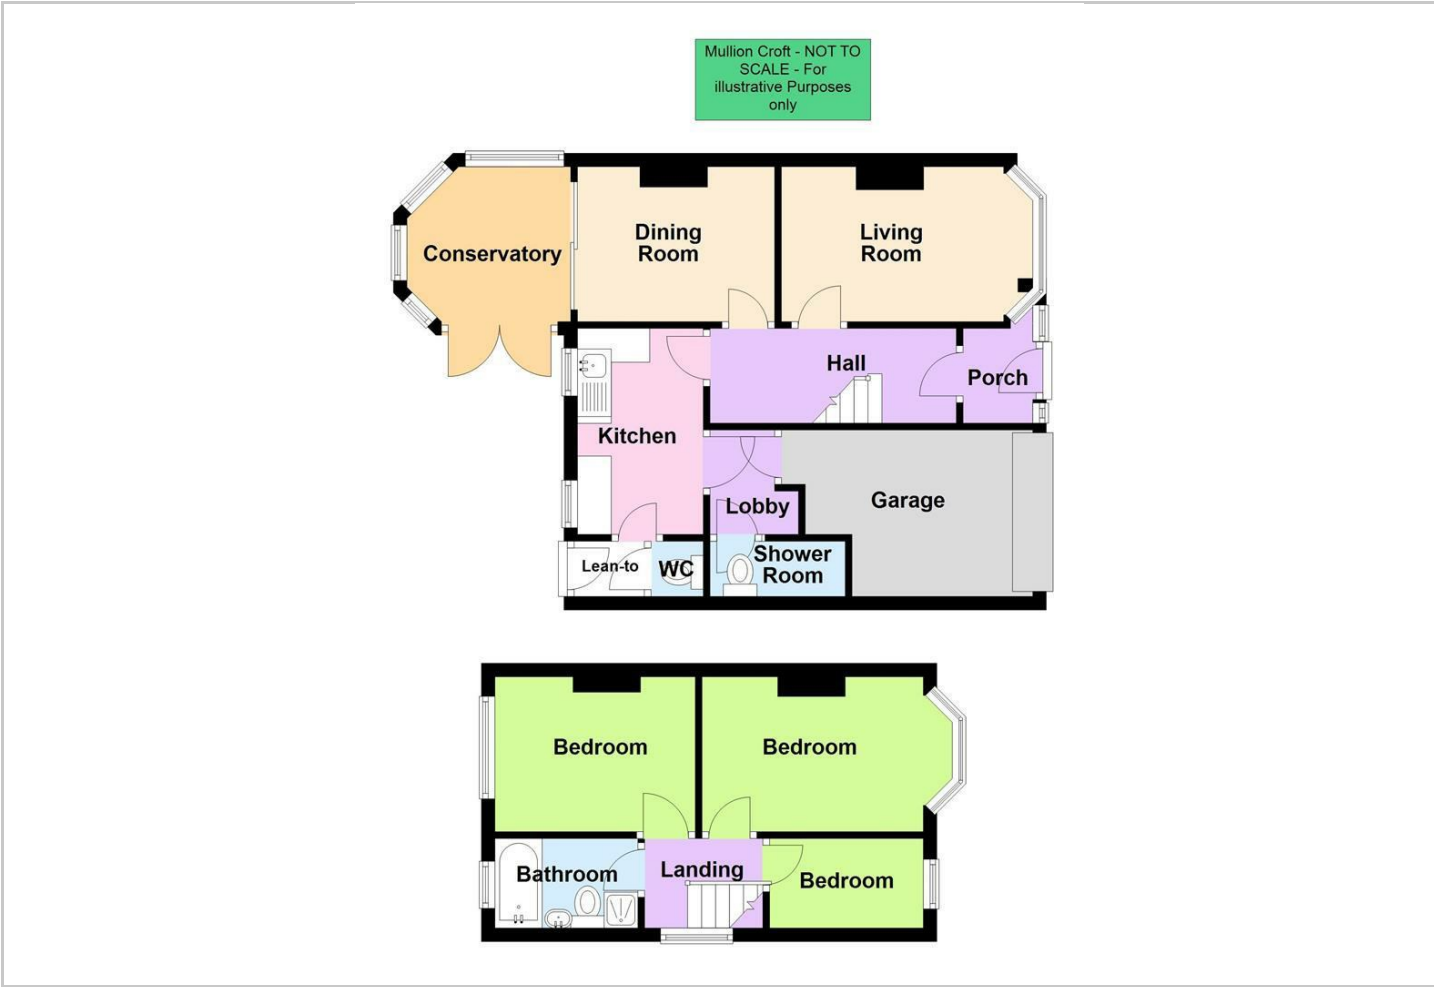 Mullion Croft - NOT TO
SCALE - For
illustrative Purposes
only
Conservatory
Dining
Room
Living
Room
Hall
Porch
Kitchen
Lobby
Garage
Lean-to
WC
Shower
Room
Bedroom
Bedroom
Bathroom
Landing
Bedroom